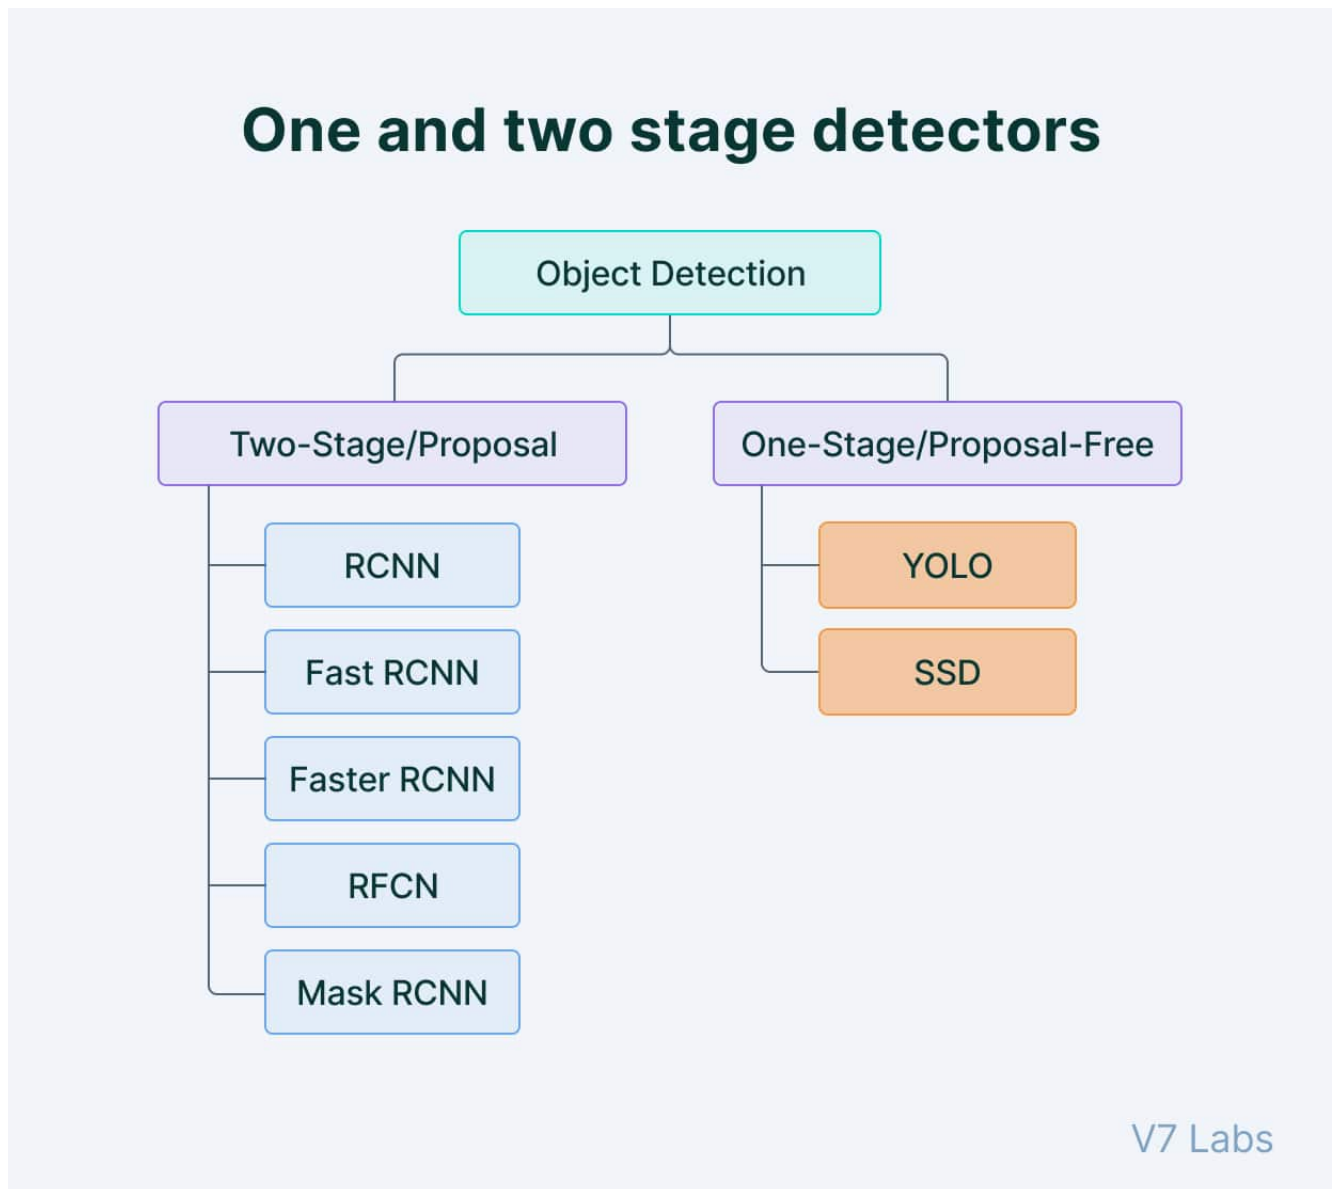 One and two stage detectors
Object Detection
Two-Stage/Proposal
One-Stage/Proposal-Free
RCNN
Fast RCNN
Faster RCNN
RFCN
Mask RCNN
YOLO
SSD
V7 Labs